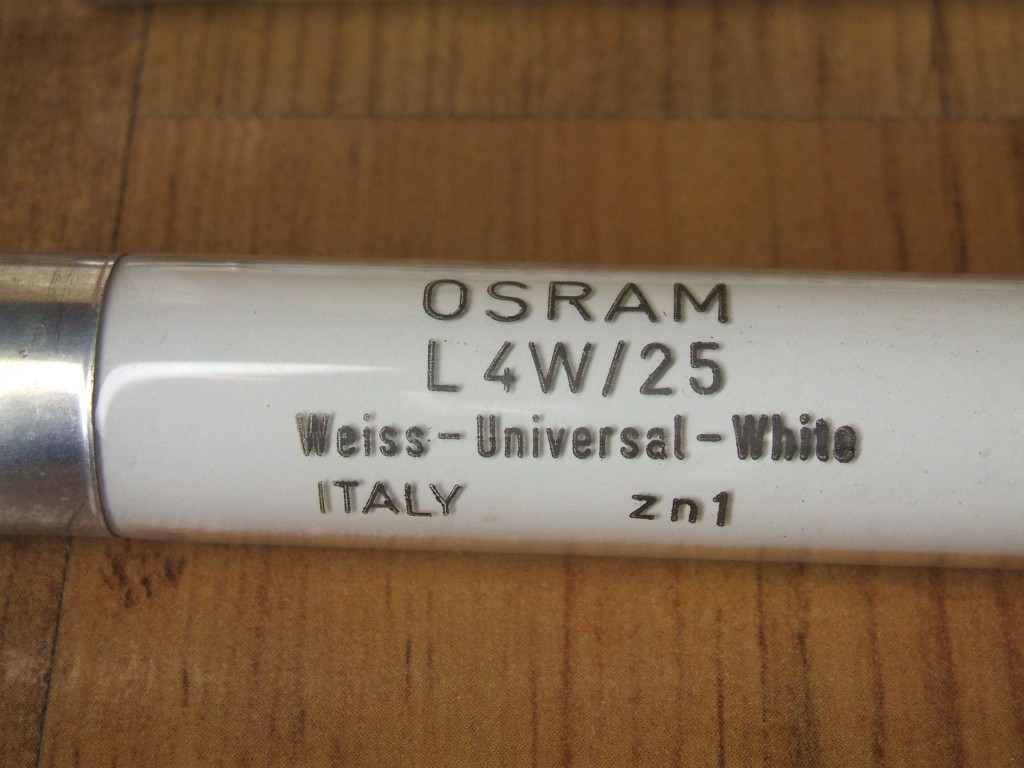 OSRAM
L 4W/25
Weiss-Universal-White
ITALY zn1